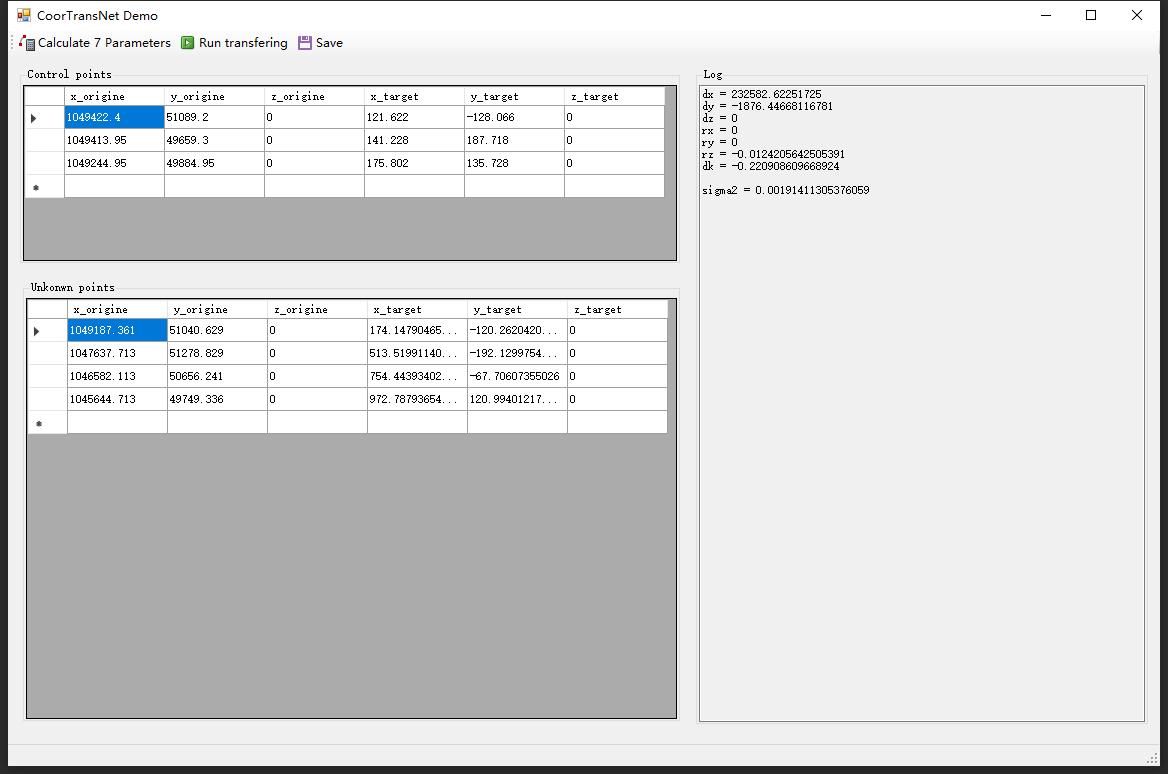 CoorTransNet Demo
Calculate 7 Parameters Run transfering Save
Control points
x_origine y_origine z_origine x_target y_target z_target
1049422.4 51089.2 0 121.622 -128.066 0
1049413.95 49659.3 0 141.228 187.718 0
1049244.95 49884.95 0 175.802 135.728 0
Unkonwn points
x_origine y_origine z_origine x_target y_target z_target
1049187.361 51040.629 0 174.14790465... -120.2620420... 0
1047637.713 51278.829 0 513.51991140... -192.1299754... 0
1046582.113 50656.241 0 754.44393402... -67.70607355026 0
1045644.713 49749.336 0 972.78793654... 120.99401217... 0
Log
dx = 232582.62251725
dy = -1876.44668116781
dz = 0
rx = 0
ry = 0
rz = -0.0124205642505391
dk = -0.220908609668924
sigma2 = 0.00191411305376059